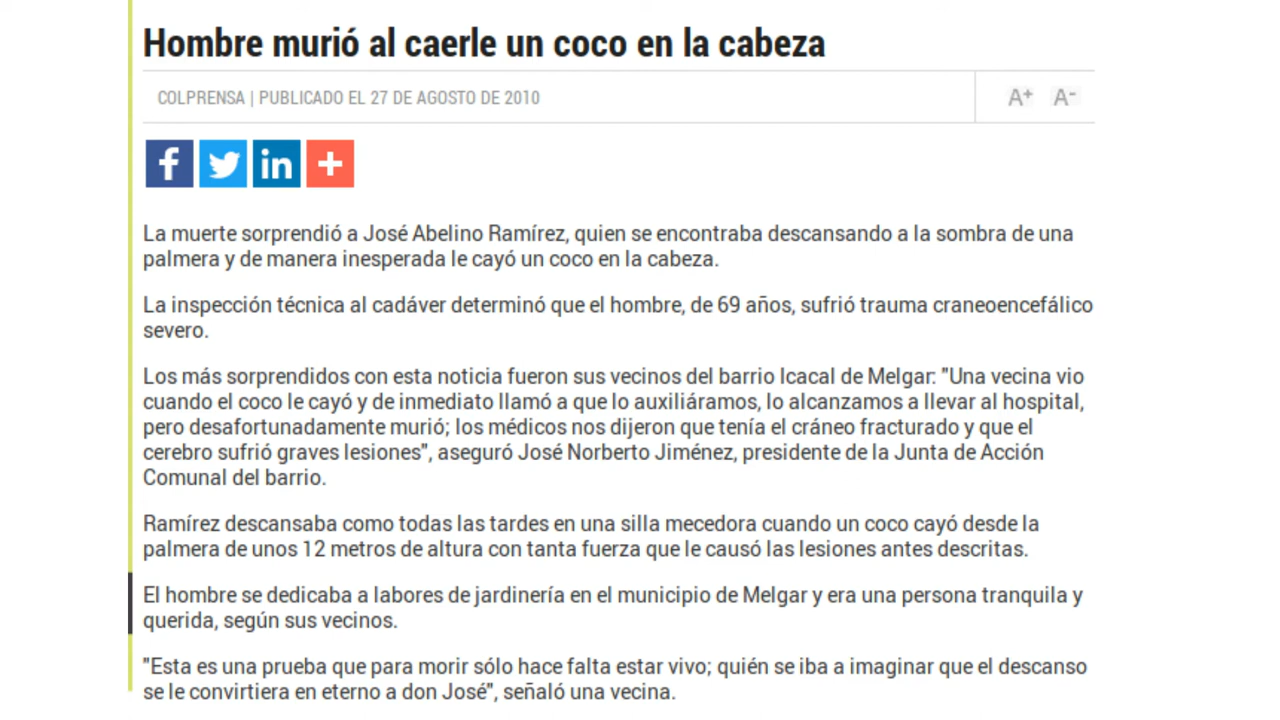 Hombre murió al caerle un coco en la cabeza
COLPRENSA | PUBLICADO EL 27 DE AGOSTO DE 2010
A+ A-
f in +
La muerte sorprendió a José Abelino Ramírez, quien se encontraba descansando a la sombra de una
palmera y de manera inesperada le cayó un coco en la cabeza.
La inspección técnica al cadáver determinó que el hombre, de 69 años, sufrió trauma craneoencefálico
severo.
Los más sorprendidos con esta noticia fueron sus vecinos del barrio Icacal de Melgar: "Una vecina vio
cuando el coco le cayó y de inmediato llamó a que lo auxiliáramos, lo alcanzamos a llevar al hospital,
pero desafortunadamente murió; los médicos nos dijeron que tenía el cráneo fracturado y que el
cerebro sufrió graves lesiones", aseguró José Norberto Jiménez, presidente de la Junta de Acción
Comunal del barrio.
Ramírez descansaba como todas las tardes en una silla mecedora cuando un coco cayó desde la
palmera de unos 12 metros de altura con tanta fuerza que le causó las lesiones antes descritas.
El hombre se dedicaba a labores de jardinería en el municipio de Melgar y era una persona tranquila y
querida, según sus vecinos.
"Esta es una prueba que para morir sólo hace falta estar vivo; quién se iba a imaginar que el descanso
se le convirtiera en eterno a don José", señaló una vecina.